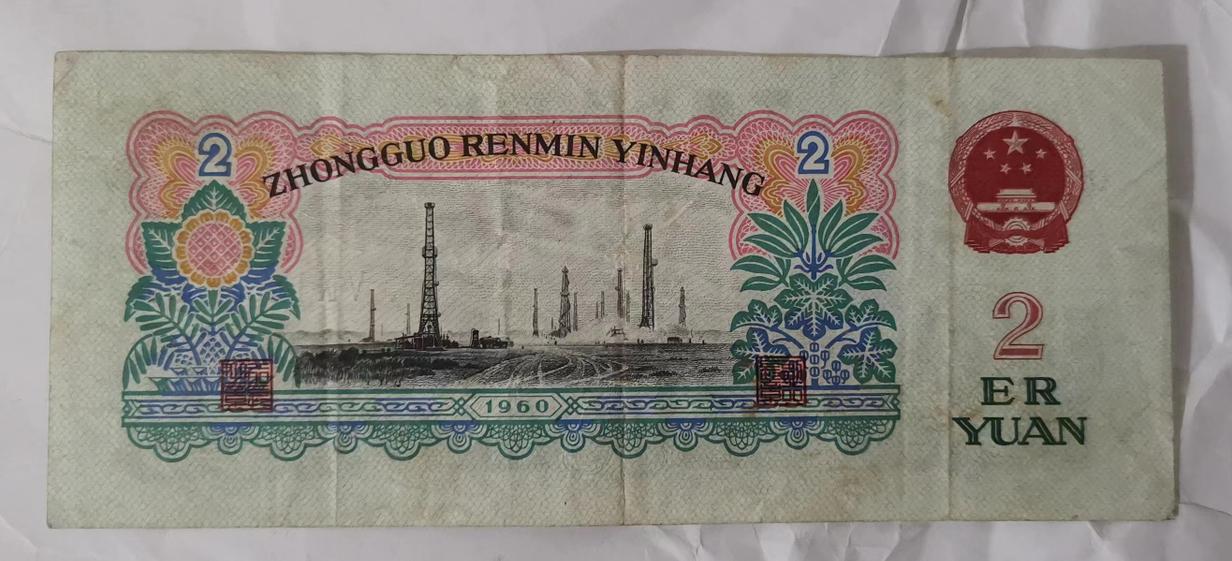 2
2
ZHONGGUO RENMIN YINHANG
1960
2
ER
YUAN